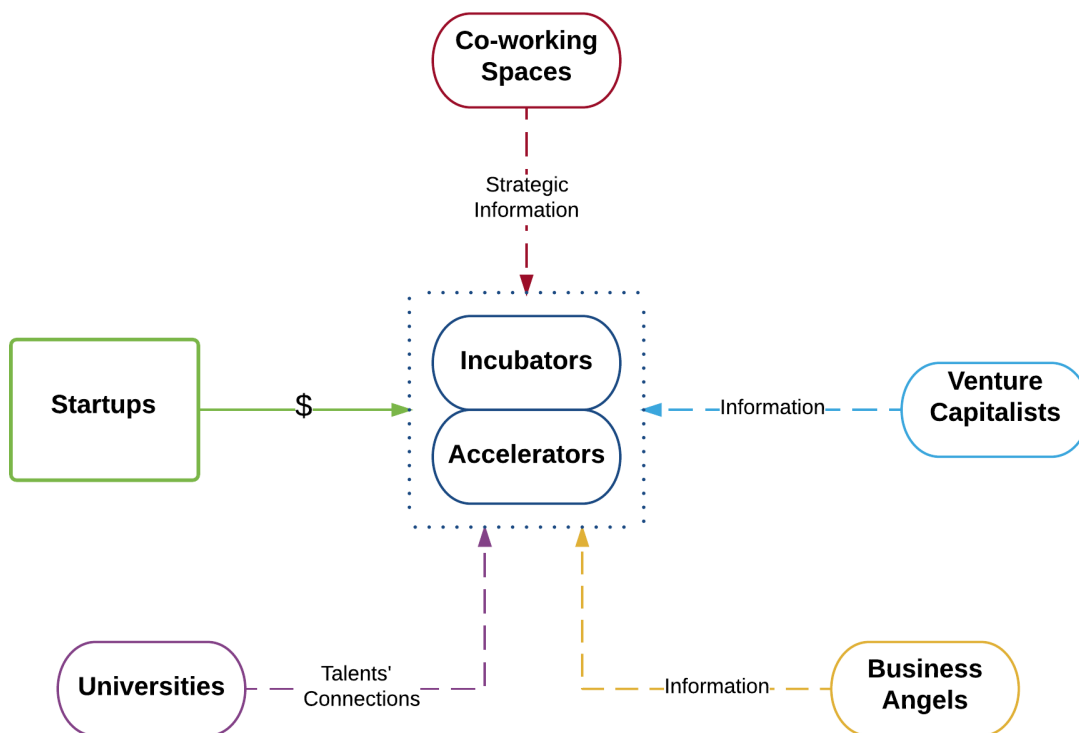 Co-working
Spaces
Strategic
Information
Incubators
Startups
$
Accelerators
Information
Venture
Capitalists
Universities
Talents'
Connections
Information
Business
Angels